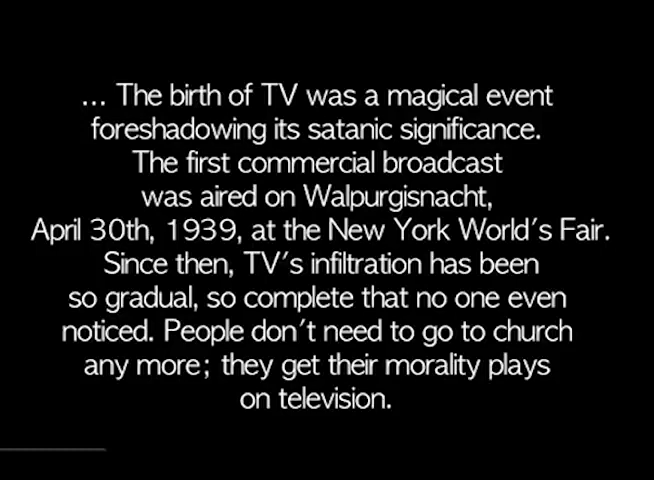 ... The birth of TV was a magical event
foreshadowing its satanic significance.
The first commercial broadcast
was aired on Walpurgisnacht,
April 30th, 1939, at the New York World's Fair.
Since then, TV's infiltration has been
so gradual, so complete that no one even
noticed. People don't need to go to church
any more; they get their morality plays
on television.